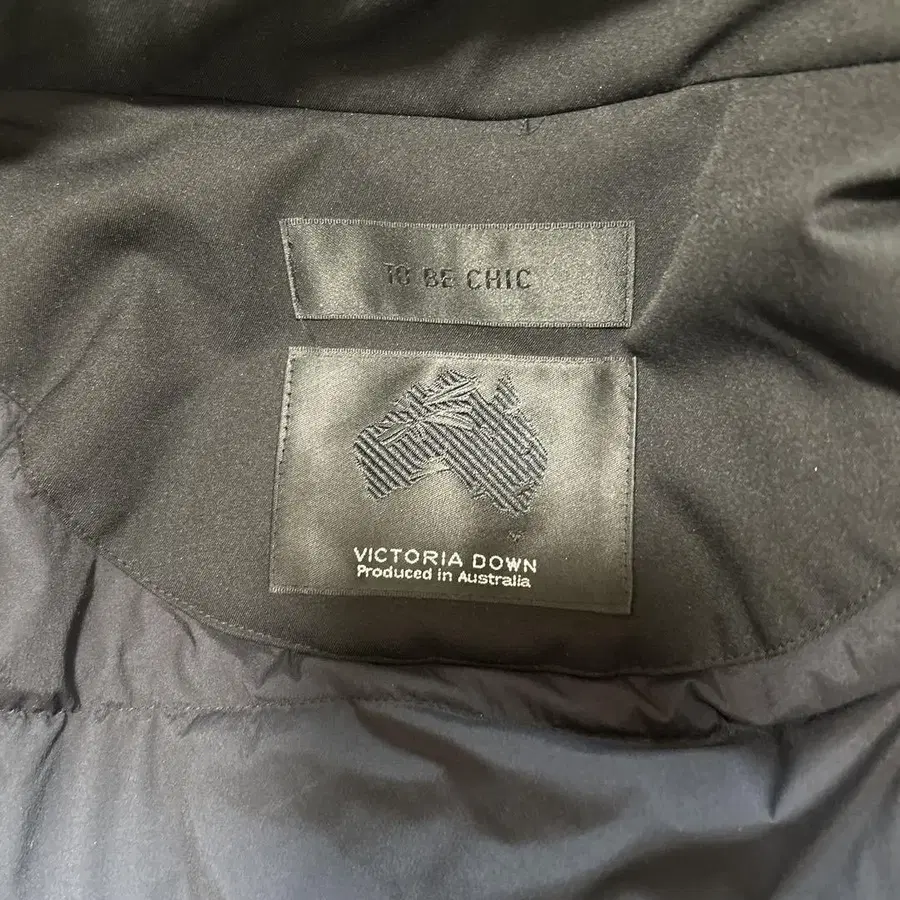 TO BE CHIC
VICTORIA DOWN
Produced in Australia